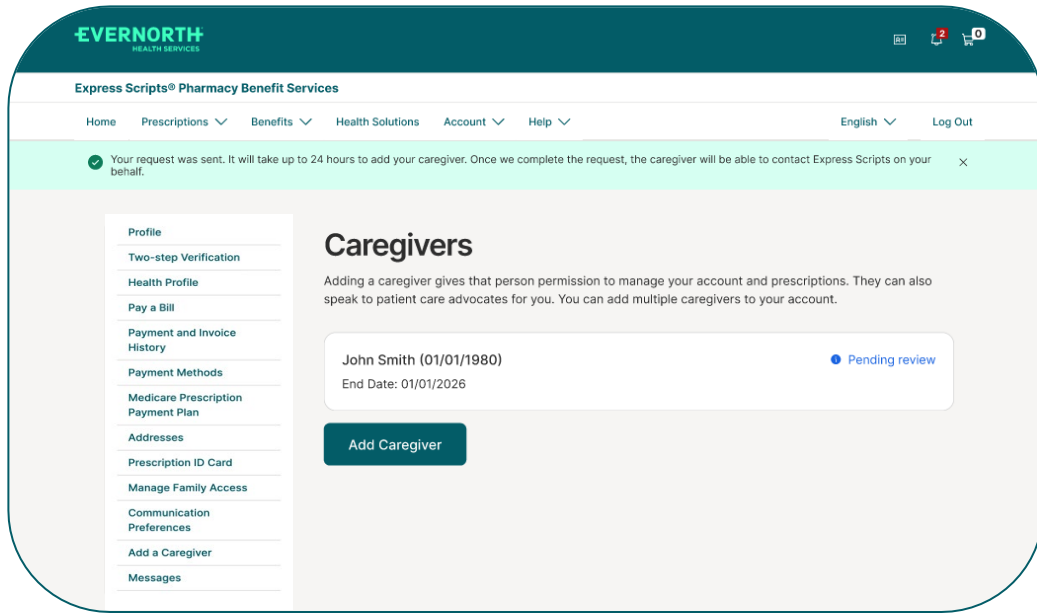 EVERNORTH
HEALTH SERVICES
2
0
Express Scripts® Pharmacy Benefit Services
Home Prescriptions Benefits Health Solutions Account Help English Log Out
Your request was sent. It will take up to 24 hours to add your caregiver. Once we complete the request, the caregiver will be able to contact Express Scripts on your
behalf.
Profile
Two-step Verification
Health Profile
Pay a Bill
Payment and Invoice
History
Payment Methods
Medicare Prescription
Payment Plan
Addresses
Prescription ID Card
Manage Family Access
Communication
Preferences
Add a Caregiver
Messages
Caregivers
Adding a caregiver gives that person permission to manage your account and prescriptions. They can also
speak to patient care advocates for you. You can add multiple caregivers to your account.
John Smith (01/01/1980)
Pending review
End Date: 01/01/2026
Add Caregiver